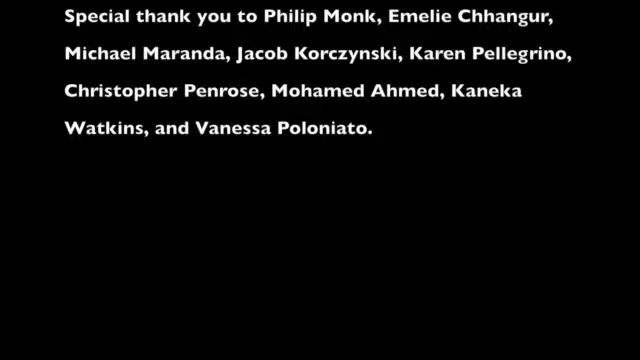 Special thank you to Philip Monk, Emelie Chhangur,
Michael Maranda, Jacob Korczynski, Karen Pellegrino,
Christopher Penrose, Mohamed Ahmed, Kaneka
Watkins, and Vanessa Poloniato.